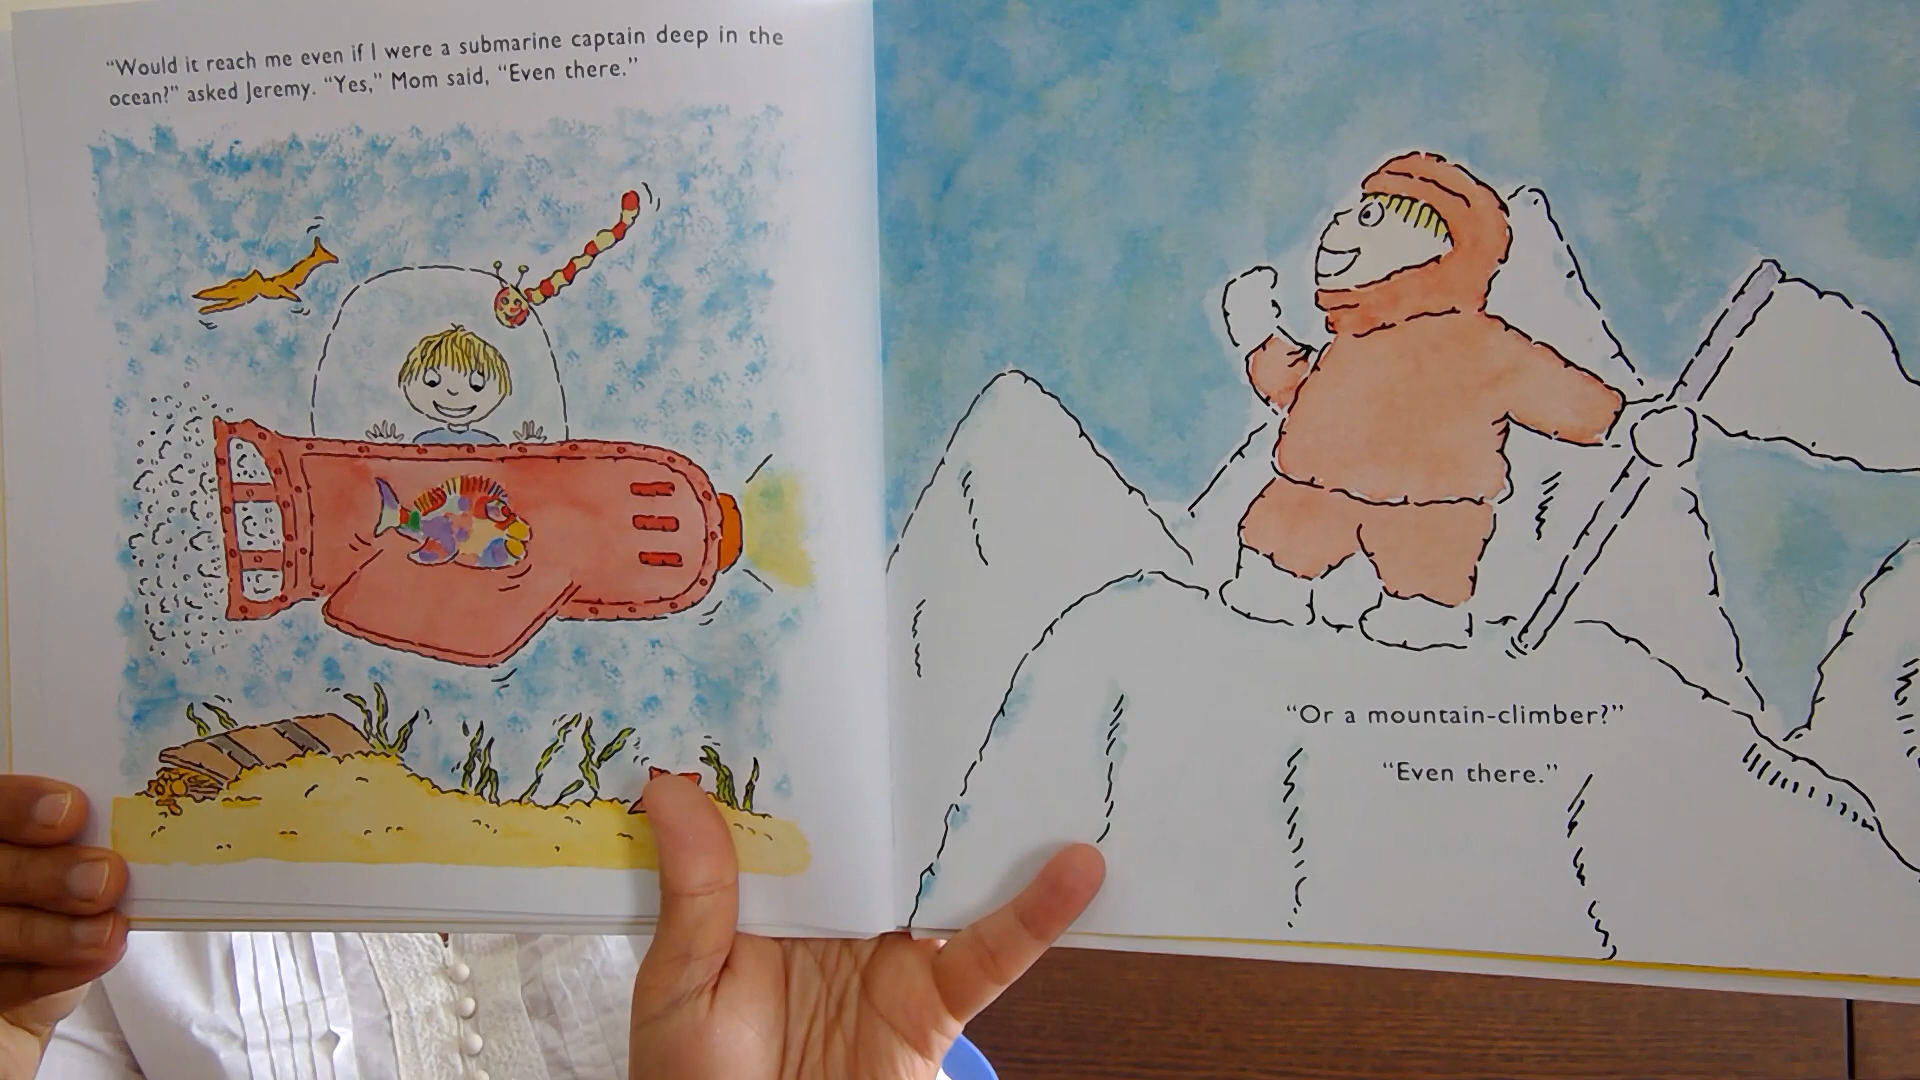 “Would it reach me even if I were a submarine captain deep in the
ocean?” asked Jeremy. “Yes,” Mom said, “Even there.”
“Or a mountain-climber?”
“Even there.”